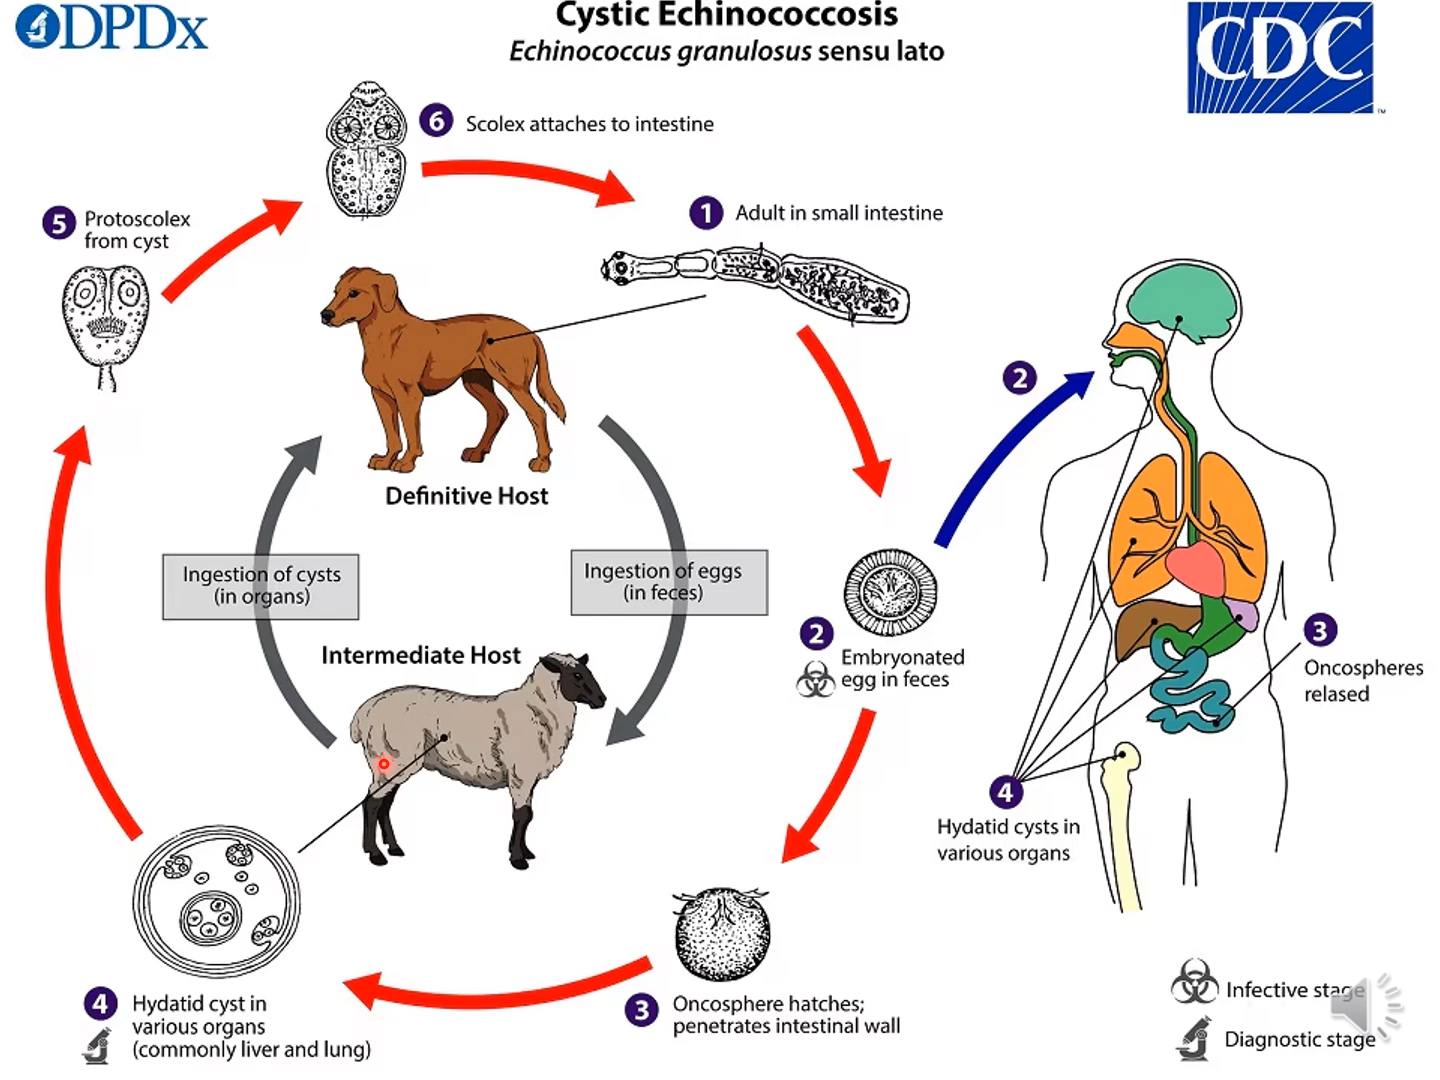 DPDx
Cystic Echinococcosis
Echinococcus granulosus sensu lato
CDC
TM
6 Scolex attaches to intestine
5 Protoscolex
from cyst
1 Adult in small intestine
2
Definitive Host
Ingestion of cysts
(in organs)
Ingestion of eggs
(in feces)
Intermediate Host
2 Embryonated
egg in feces
3
Oncospheres
relased
4
Hydatid cysts in
various organs
4 Hydatid cyst in
various organs
(commonly liver and lung)
3 Oncosphere hatches;
penetrates intestinal wall
Infective stage
Diagnostic stage